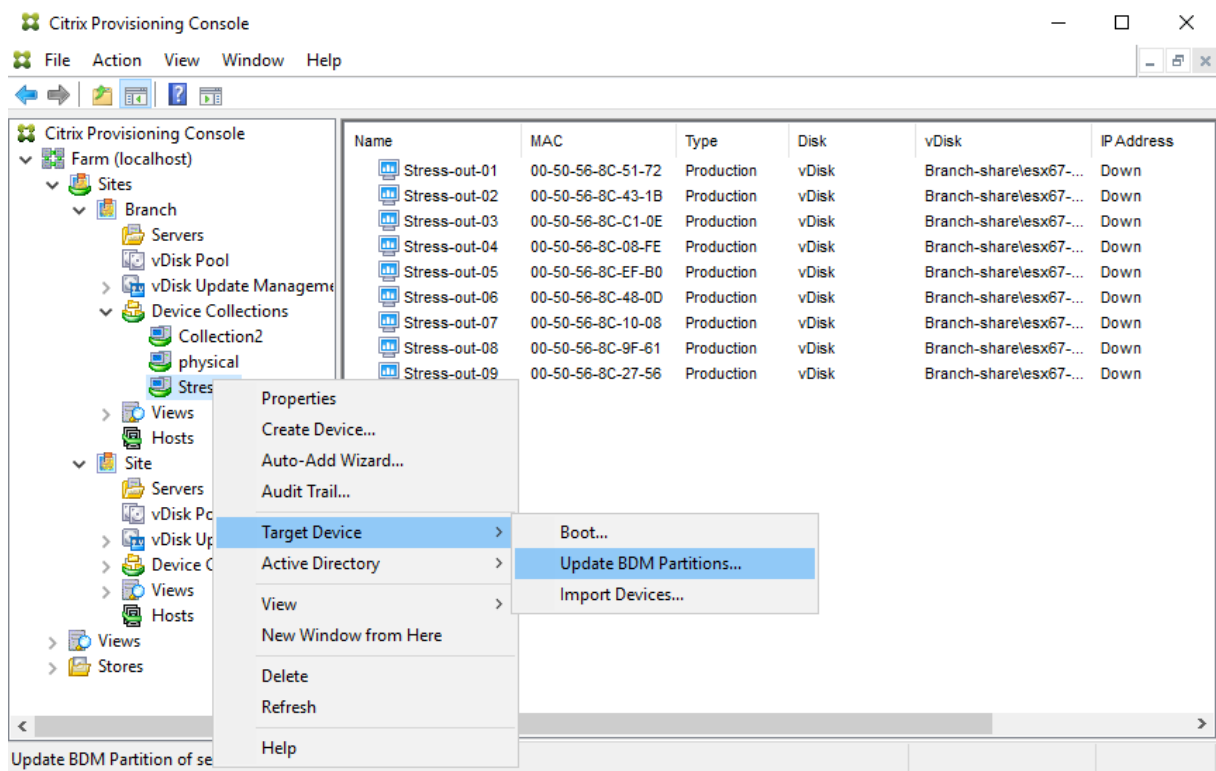 Citrix Provisioning Console
File Action View Window Help
Citrix Provisioning Console
Farm (localhost)
Sites
Branch
Servers
vDisk Pool
vDisk Update Manageme
Device Collections
Collection2
physical
Stres
Views
Hosts
Site
Servers
vDisk Po
vDisk Up
Device C
Views
Hosts
Views
Stores
Name MAC Type Disk vDisk IP Address
Stress-out-01 00-50-56-8C-51-72 Production vDisk Branch-share\esx67-... Down
Stress-out-02 00-50-56-8C-43-1B Production vDisk Branch-share\esx67-... Down
Stress-out-03 00-50-56-8C-C1-0E Production vDisk Branch-share\esx67-... Down
Stress-out-04 00-50-56-8C-08-FE Production vDisk Branch-share\esx67-... Down
Stress-out-05 00-50-56-8C-EF-B0 Production vDisk Branch-share\esx67-... Down
Stress-out-06 00-50-56-8C-48-0D Production vDisk Branch-share\esx67-... Down
Stress-out-07 00-50-56-8C-10-08 Production vDisk Branch-share\esx67-... Down
Stress-out-08 00-50-56-8C-9F-61 Production vDisk Branch-share\esx67-... Down
Stress-out-09 00-50-56-8C-27-56 Production vDisk Branch-share\esx67-... Down
Properties
Create Device...
Auto-Add Wizard...
Audit Trail...
Target Device
Active Directory
View
New Window from Here
Delete
Refresh
Help
Boot...
Update BDM Partitions...
Import Devices...
Update BDM Partition of se